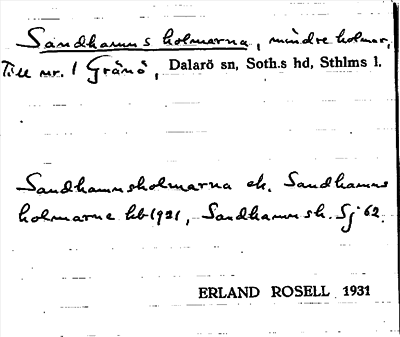 Sandhamns holmarna, mindre holmar,
Till nr. 1 Gränö, Dalarö sn, Soth.s hd, Sthlms l.
Sandhamnsholmarna ek. Sandhamns
holmarne hb 1921, Sandhamnsh. Sj 62.
ERLAND ROSELL 1931